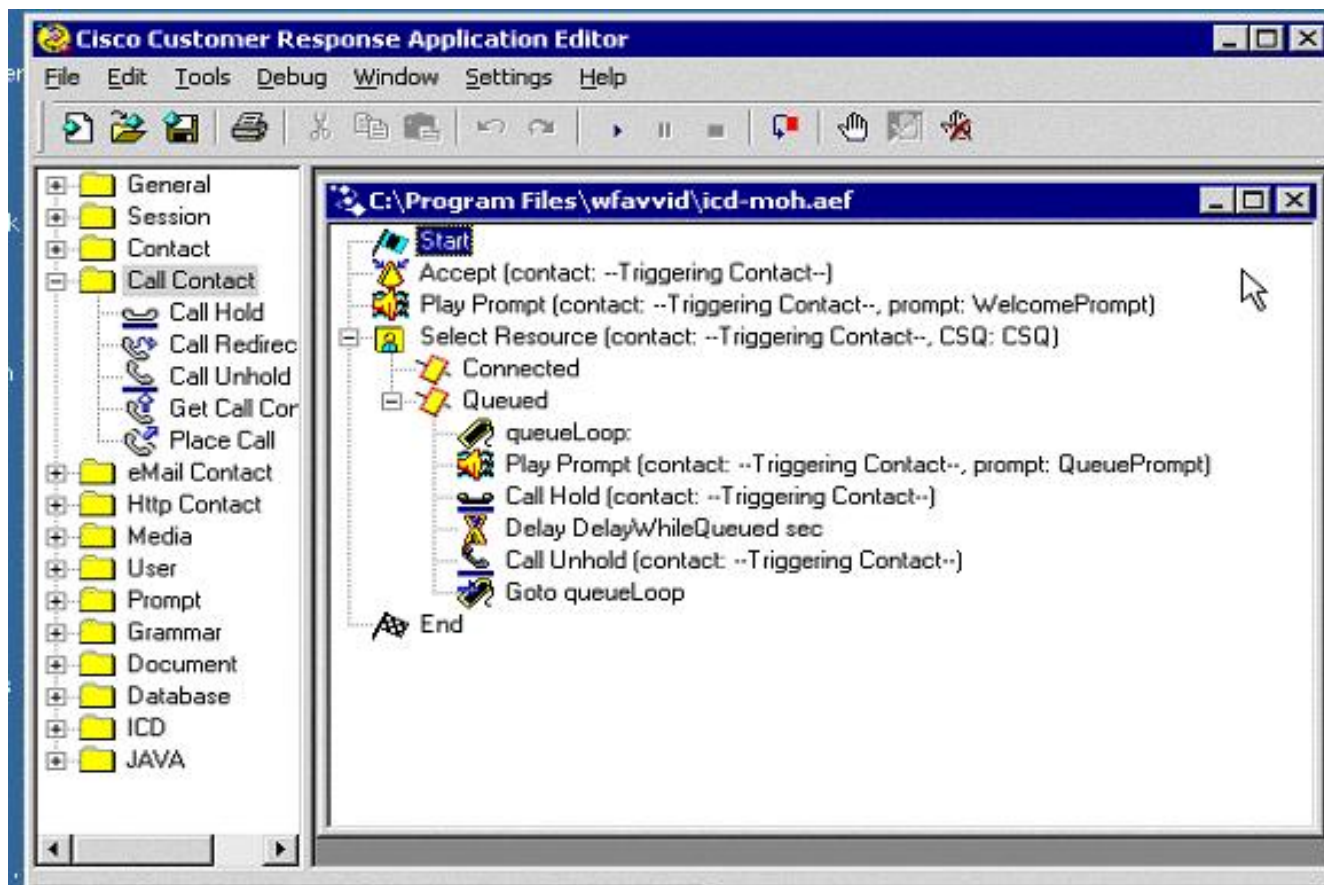 Cisco Customer Response Application Editor
File Edit Tools Debug Window Settings Help
General
Session
Contact
Call Contact
Call Hold
Call Redirec
Call Unhold
Get Call Cor
Place Call
eMail Contact
Http Contact
Media
User
Prompt
Grammar
Document
Database
ICD
JAVA
C:\Program Files\wfavvid\icd-moh.aef
Start
Accept (contact: --Triggering Contact--)
Play Prompt (contact: --Triggering Contact--, prompt: WelcomePrompt)
Select Resource (contact: --Triggering Contact--, CSQ: CSQ)
Connected
Queued
queueLoop:
Play Prompt (contact: --Triggering Contact--, prompt: QueuePrompt)
Call Hold (contact: --Triggering Contact--)
Delay DelayWhileQueued sec
Call Unhold (contact: --Triggering Contact--)
Goto queueLoop
End